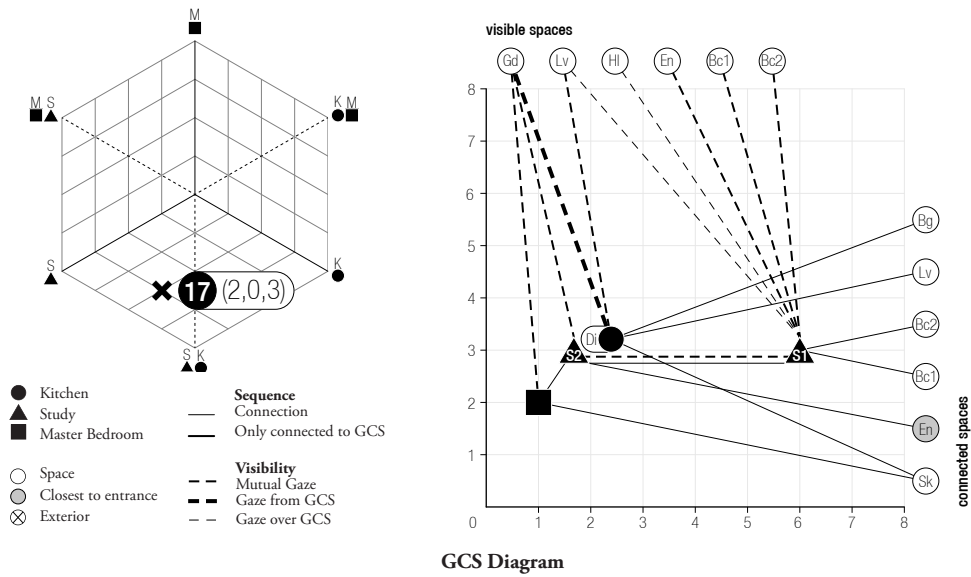 M
M S
K M
S
K
17 (2,0,3)
S K
Kitchen
Study
Master Bedroom
Space
Closest to entrance
Exterior
Sequence
Connection
Only connected to GCS
Visibility
Mutual Gaze
Gaze from GCS
Gaze over GCS
visible spaces
Gd Lv Hl En Bc1 Bc2
8
7
6
5
4
3
2
1
0 1 2 3 4 5 6 7 8
Di
S2
S1
Bg
Lv
Bc2
Bc1
En
Sk
connected spaces
GCS Diagram